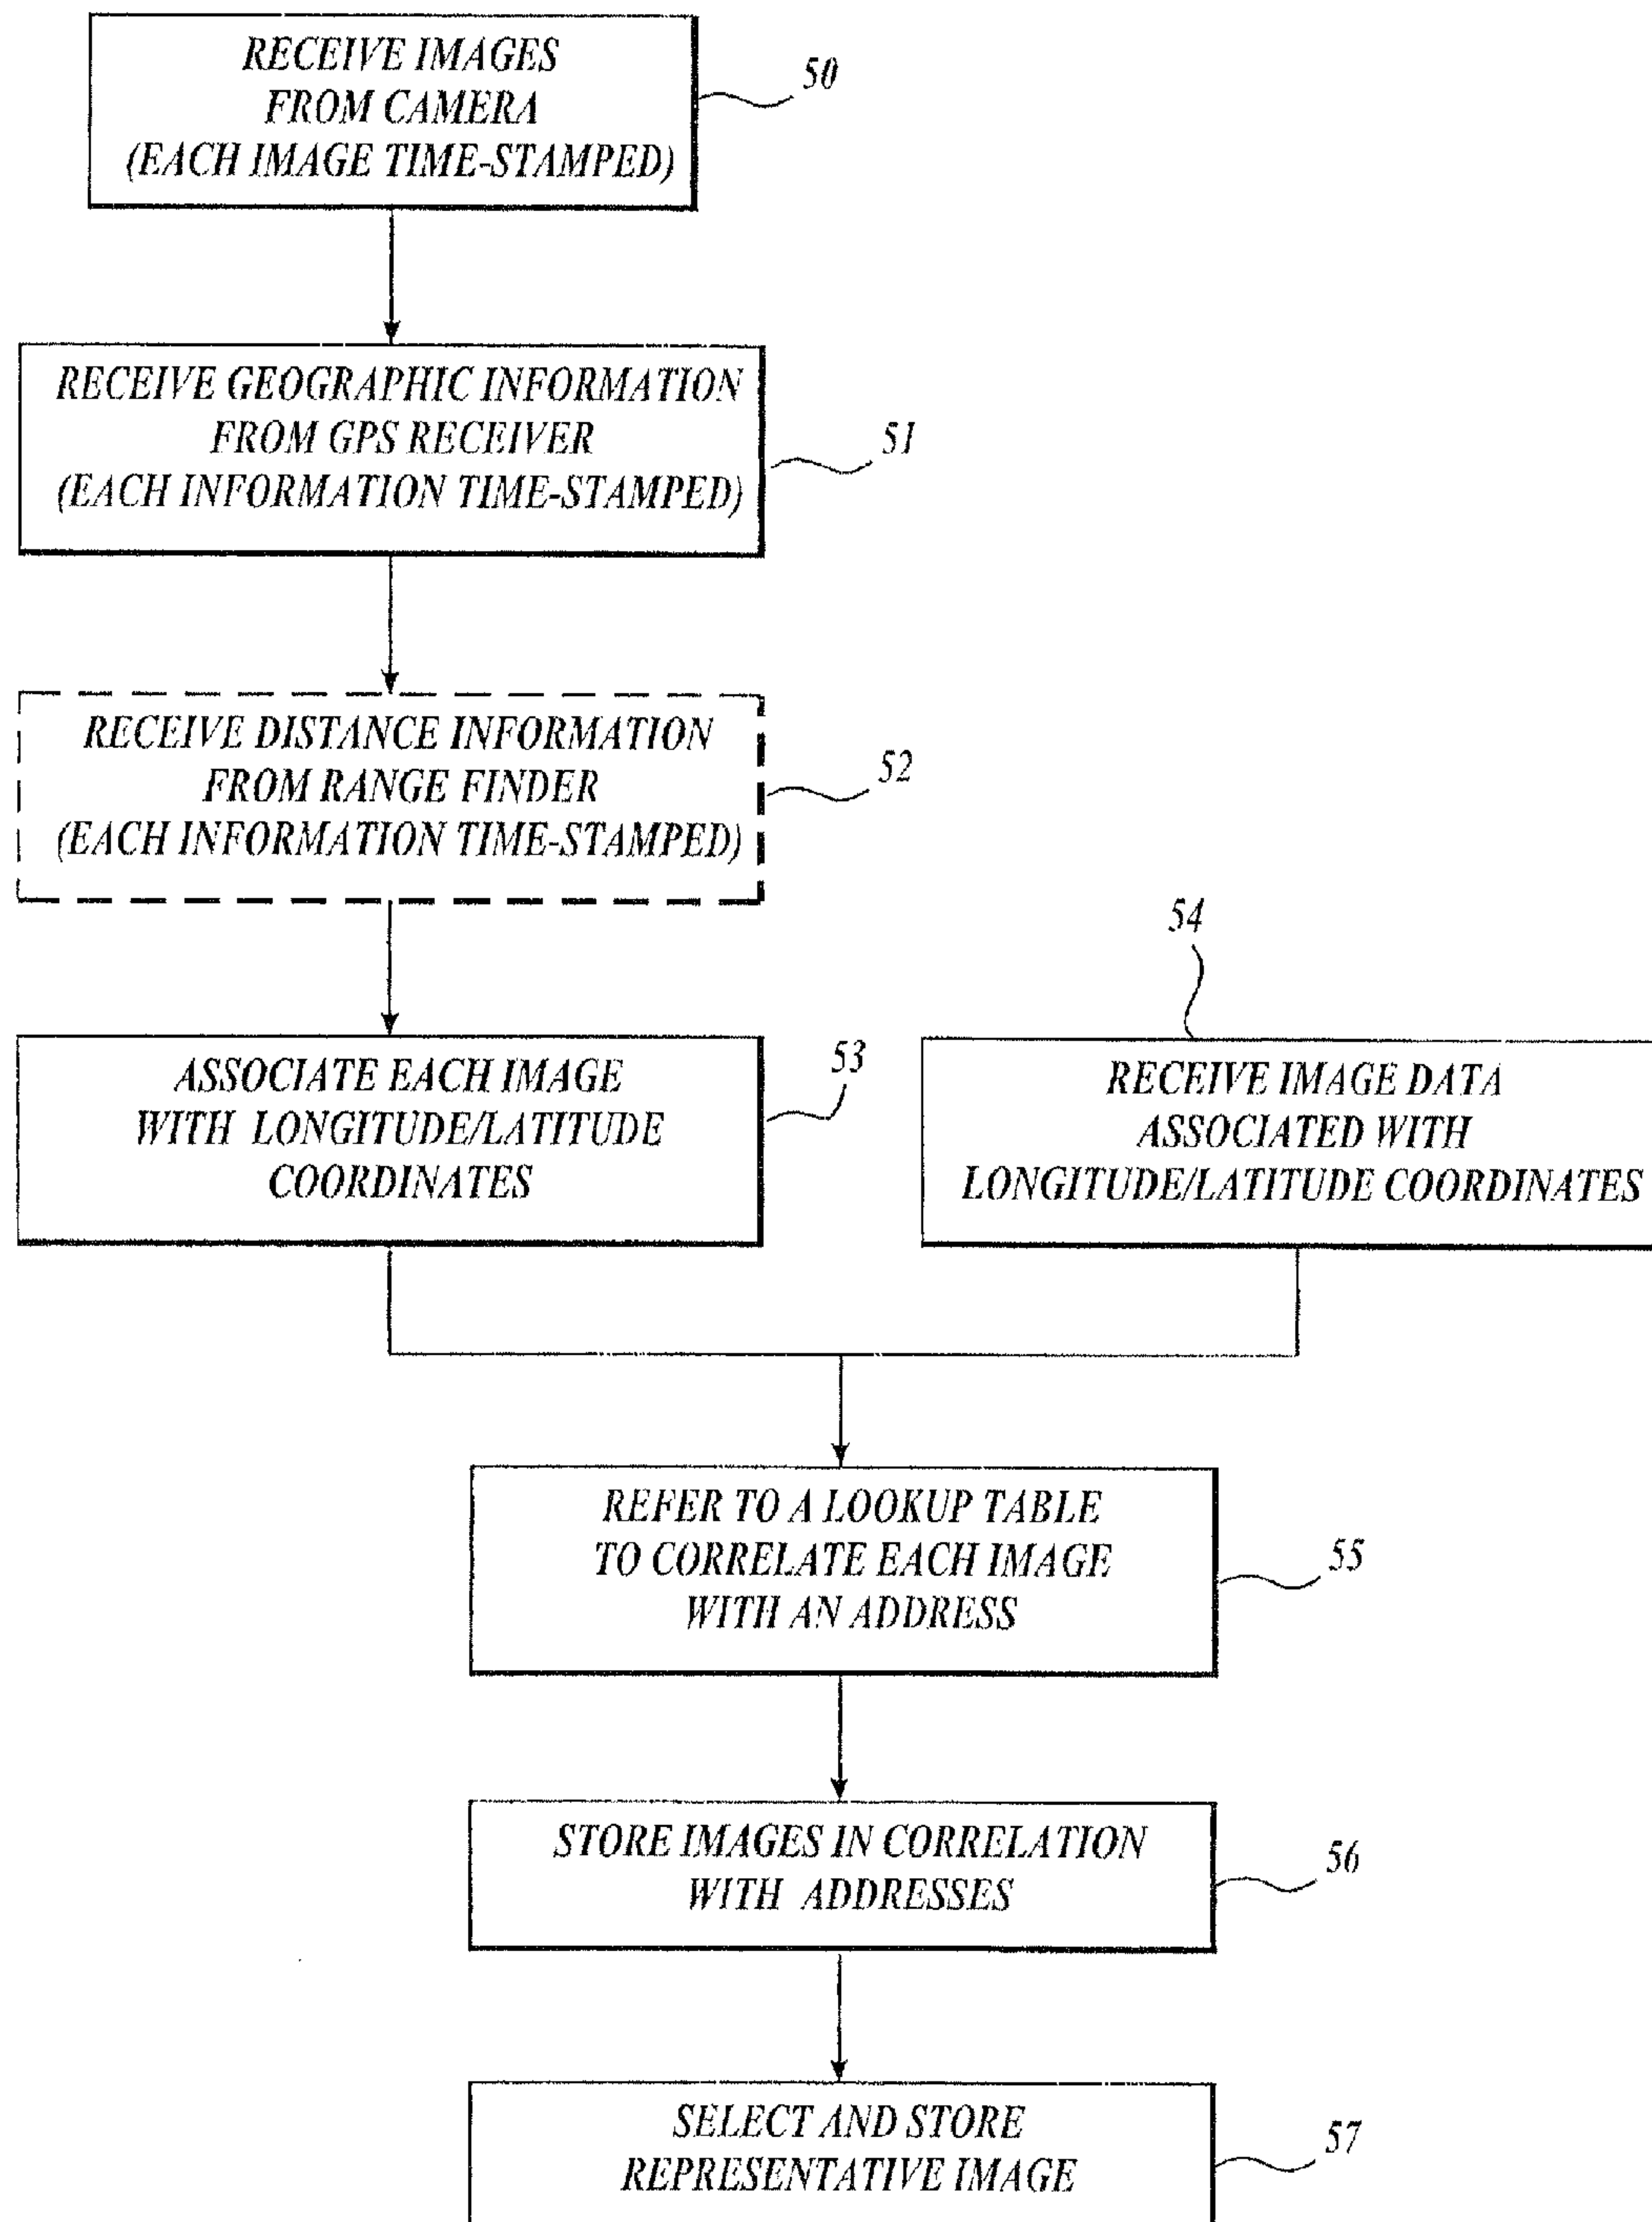 RECEIVE IMAGES
FROM CAMERA
(EACH IMAGE TIME-STAMPED)
50
RECEIVE GEOGRAPHIC INFORMATION
FROM GPS RECEIVER
(EACH INFORMATION TIME-STAMPED)
51
RECEIVE DISTANCE INFORMATION
FROM RANGE FINDER
(EACH INFORMATION TIME-STAMPED)
52
ASSOCIATE EACH IMAGE
WITH LONGITUDE/LATITUDE
COORDINATES
53
54
RECEIVE IMAGE DATA
ASSOCIATED WITH
LONGITUDE/LATITUDE COORDINATES
REFER TO A LOOKUP TABLE
TO CORRELATE EACH IMAGE
WITH AN ADDRESS
55
STORE IMAGES IN CORRELATION
WITH ADDRESSES
56
SELECT AND STORE
REPRESENTATIVE IMAGE
57